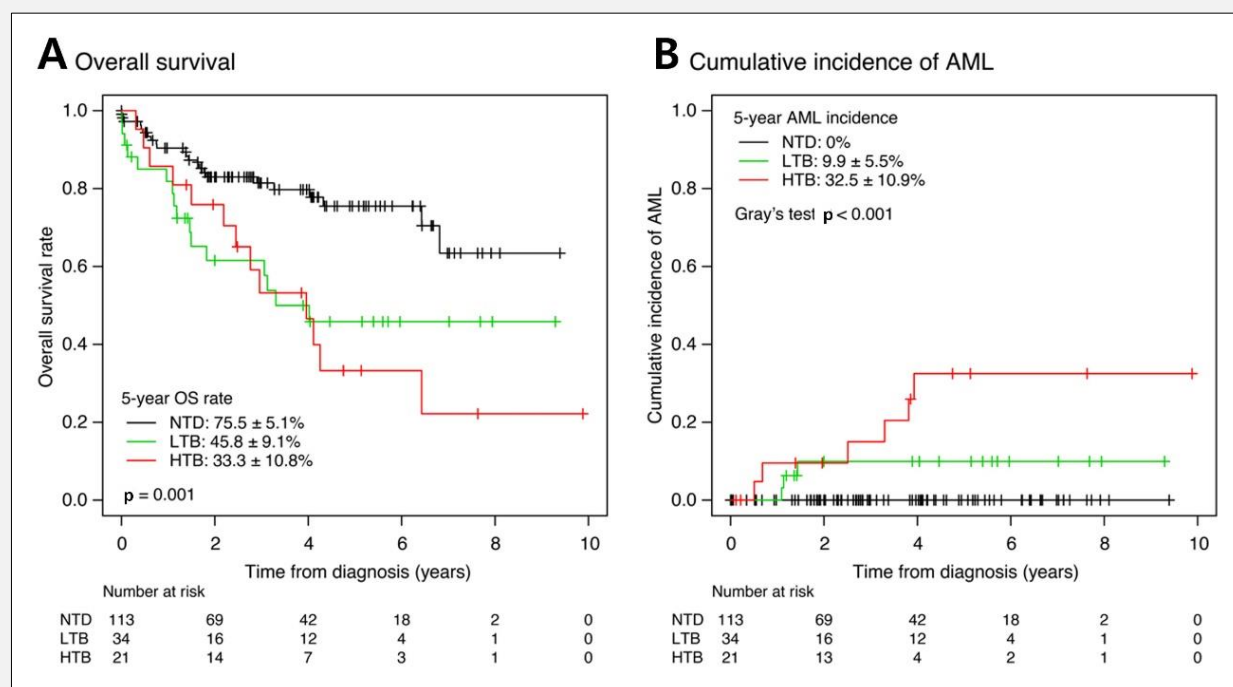 A Overall survival
1.0
0.8
0.6
0.4
0.2
0.0
Overall survival rate
5-year OS rate
NTD: 75.5 ± 5.1%
LTB: 45.8 ± 9.1%
HTB: 33.3 ± 10.8%
p = 0.001
0 2 4 6 8 10
Time from diagnosis (years)
Number at risk
NTD 113 69 42 18 2 0
LTB 34 16 12 4 1 0
HTB 21 14 7 3 1 0
B Cumulative incidence of AML
1.0
0.8
0.6
0.4
0.2
0.0
Cumulative incidence of AML
5-year AML incidence
NTD: 0%
LTB: 9.9 ± 5.5%
HTB: 32.5 ± 10.9%
Gray's test p < 0.001
0 2 4 6 8 10
Time from diagnosis (years)
Number at risk
NTD 113 69 42 18 2 0
LTB 34 16 12 4 1 0
HTB 21 13 4 2 1 0